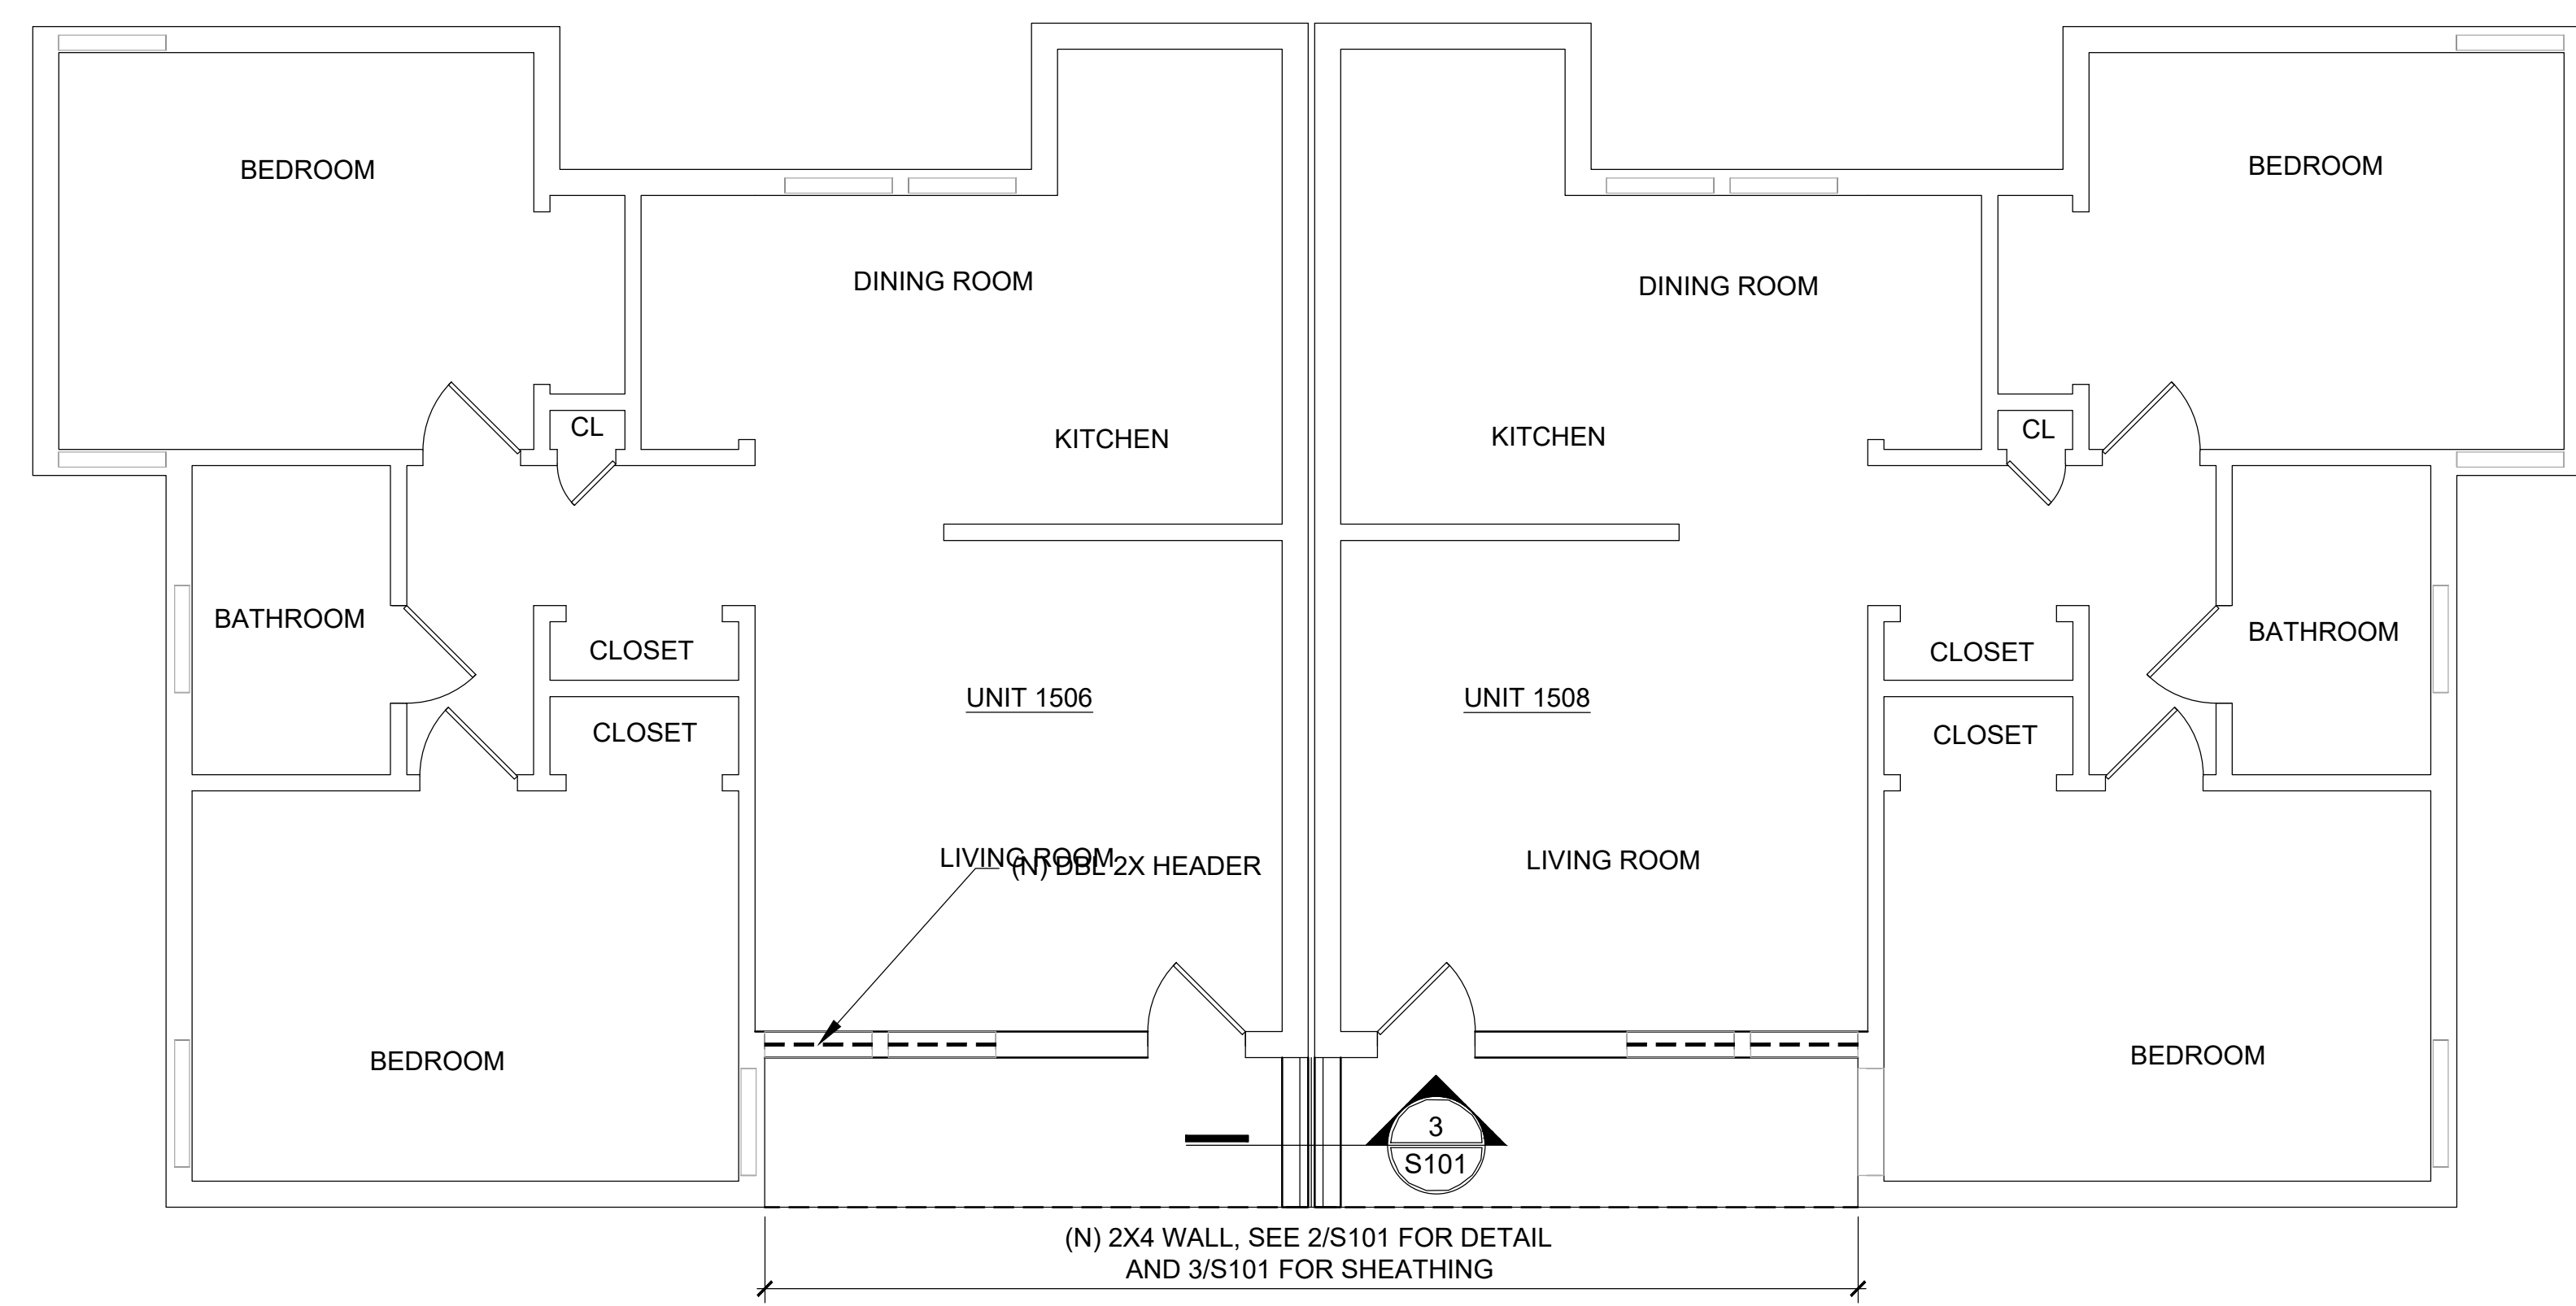 BEDROOM
BEDROOM
DINING ROOM
DINING ROOM
CL
KITCHEN
KITCHEN
CL
BATHROOM
CLOSET
CLOSET
BATHROOM
UNIT 1506
UNIT 1508
CLOSET
CLOSET
LIVING ROOM
(N) DBL 2X HEADER
LIVING ROOM
BEDROOM
BEDROOM
3
S101
(N) 2X4 WALL, SEE 2/S101 FOR DETAIL
AND 3/S101 FOR SHEATHING